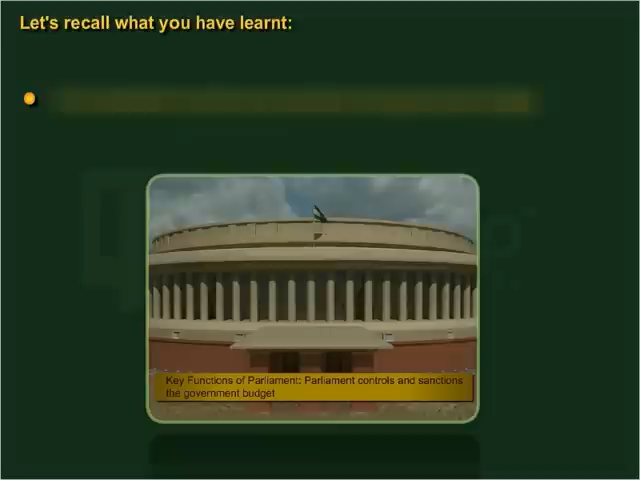 Let's recall what you have learnt:
Key Functions of Parliament: Parliament controls and sanctions
the government budget